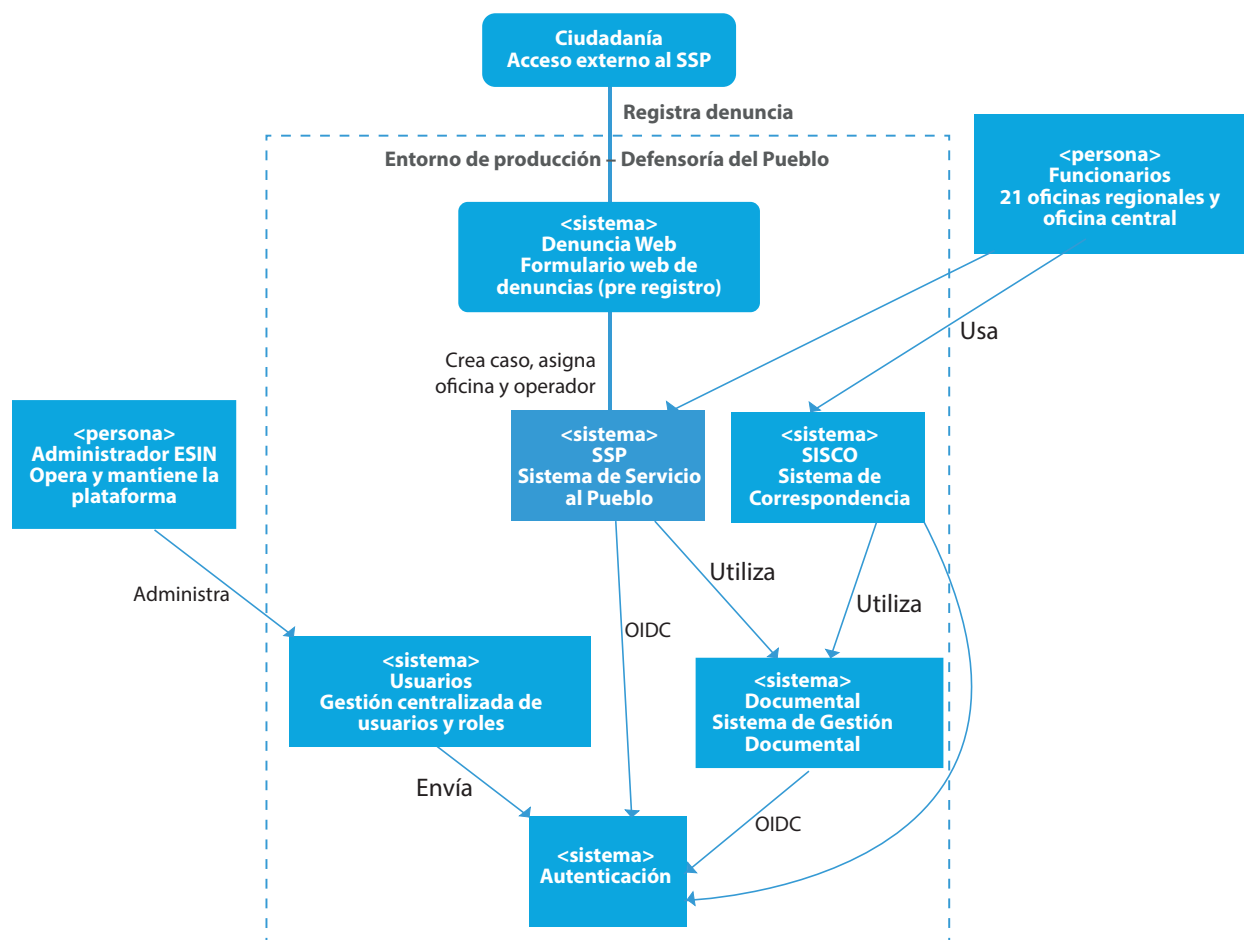 Ciudadanía
Acceso externo al SSP
Registra denuncia
Entorno de producción – Defensoría del Pueblo
<persona>
Funcionarios
21 oficinas regionales y
oficina central
<sistema>
Denuncia Web
Formulario web de
denuncias (pre registro)
Usa
Crea caso, asigna
oficina y operador
<persona>
Administrador ESIN
Opera y mantiene la
plataforma
<sistema>
SSP
Sistema de Servicio
al Pueblo
<sistema>
SISCO
Sistema de
Correspondencia
Administra
Utiliza
Utiliza
OIDC
<sistema>
Usuarios
Gestión centralizada de
usuarios y roles
<sistema>
Documental
Sistema de Gestión
Documental
Envía
OIDC
<sistema>
Autenticación